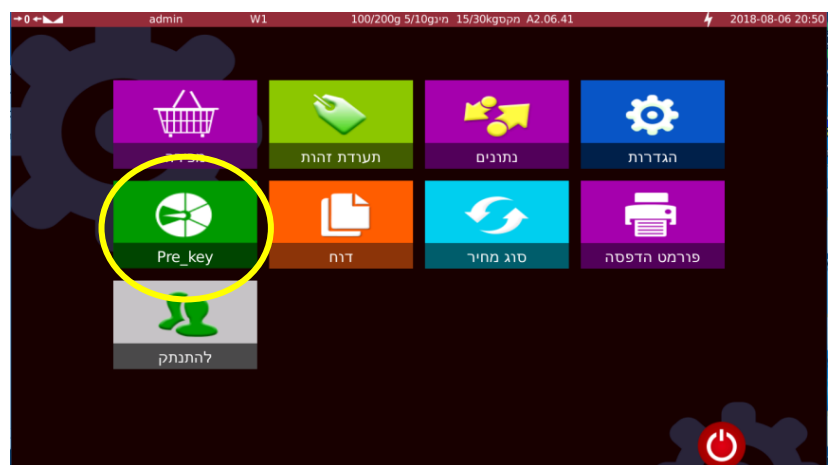 →0← admin W1 100/200g 5/10gמינ 15/30kgמקס A2.06.41 2018-08-06 20:50
תעודת זהות נתונים הגדרות
Pre_key דוח סוג מחיר פורמט הדפסה
להתנתק